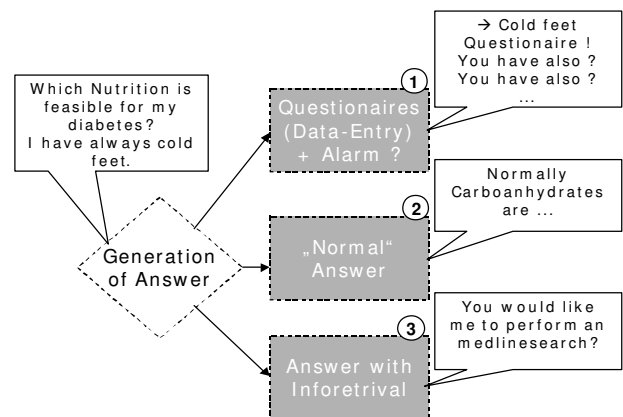 Which Nutrition is
feasible for my
diabetes?
I have always cold
feet.
Generation
of Answer
1
Questionaires
(Data-Entry)
+ Alarm ?
→ Cold feet
Questionaire !
You have also ?
You have also ?
...
2
„Normal“
Answer
Normally
Carboanhydrates
are ...
3
Answer with
Inforetrival
You would like
me to perform an
medlinesearch?